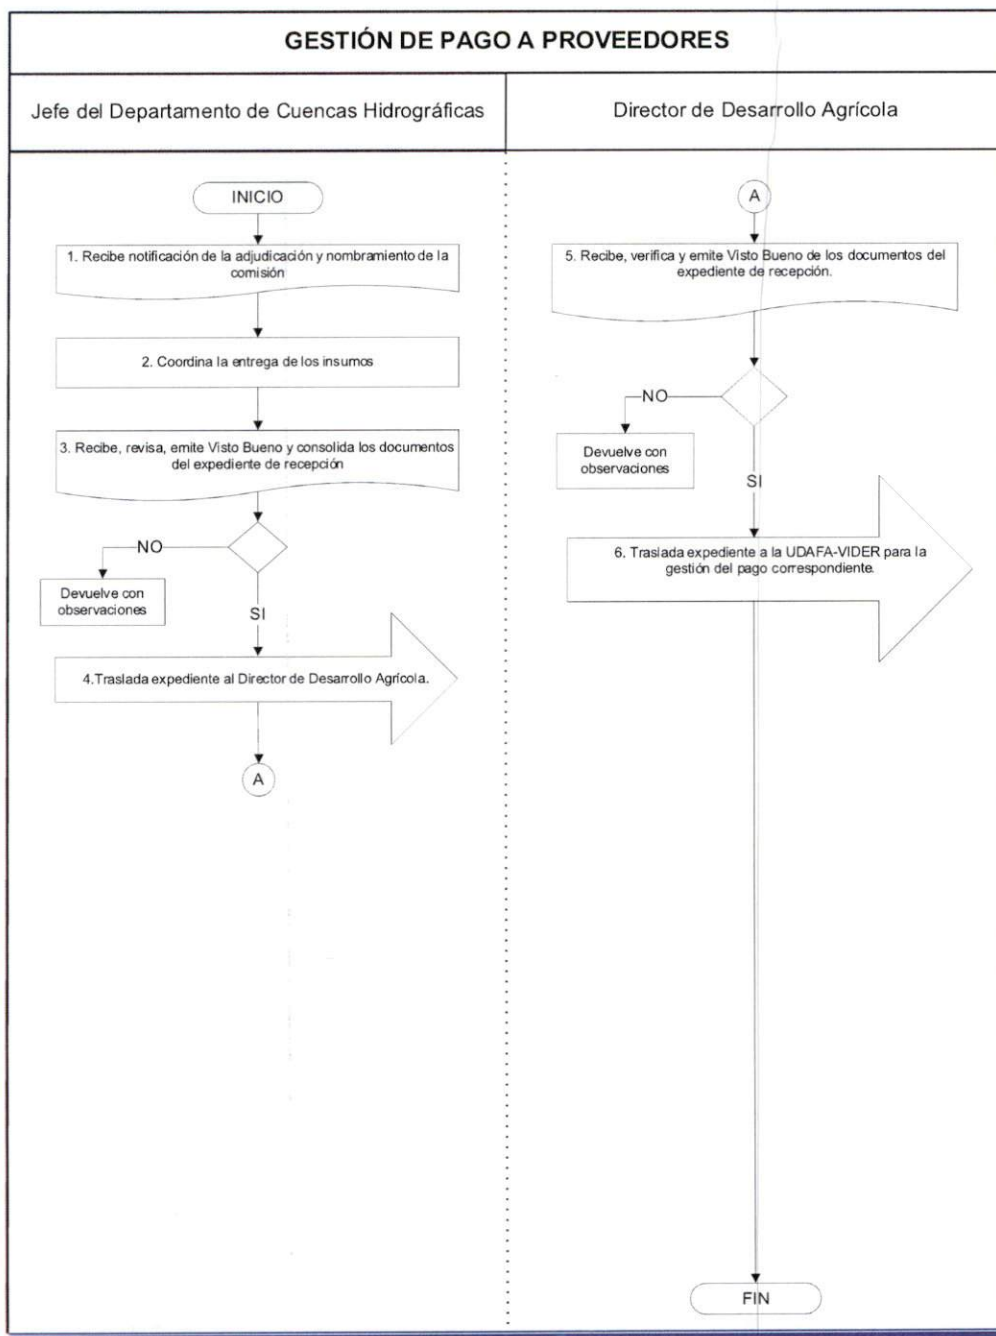 GESTIÓN DE PAGO A PROVEEDORES
Jefe del Departamento de Cuencas Hidrográficas
Director de Desarrollo Agrícola
INICIO
1. Recibe notificación de la adjudicación y nombramiento de la
comisión
2. Coordina la entrega de los insumos
3. Recibe, revisa, emite Visto Bueno y consolida los documentos
del expediente de recepción
NO
Devuelve con
observaciones
SI
4.Traslada expediente al Director de Desarrollo Agrícola.
A
A
5. Recibe, verifica y emite Visto Bueno de los documentos del
expediente de recepción.
NO
Devuelve con
observaciones
SI
6. Traslada expediente a la UDAFA-VIDER para la
gestión del pago correspondiente.
FIN